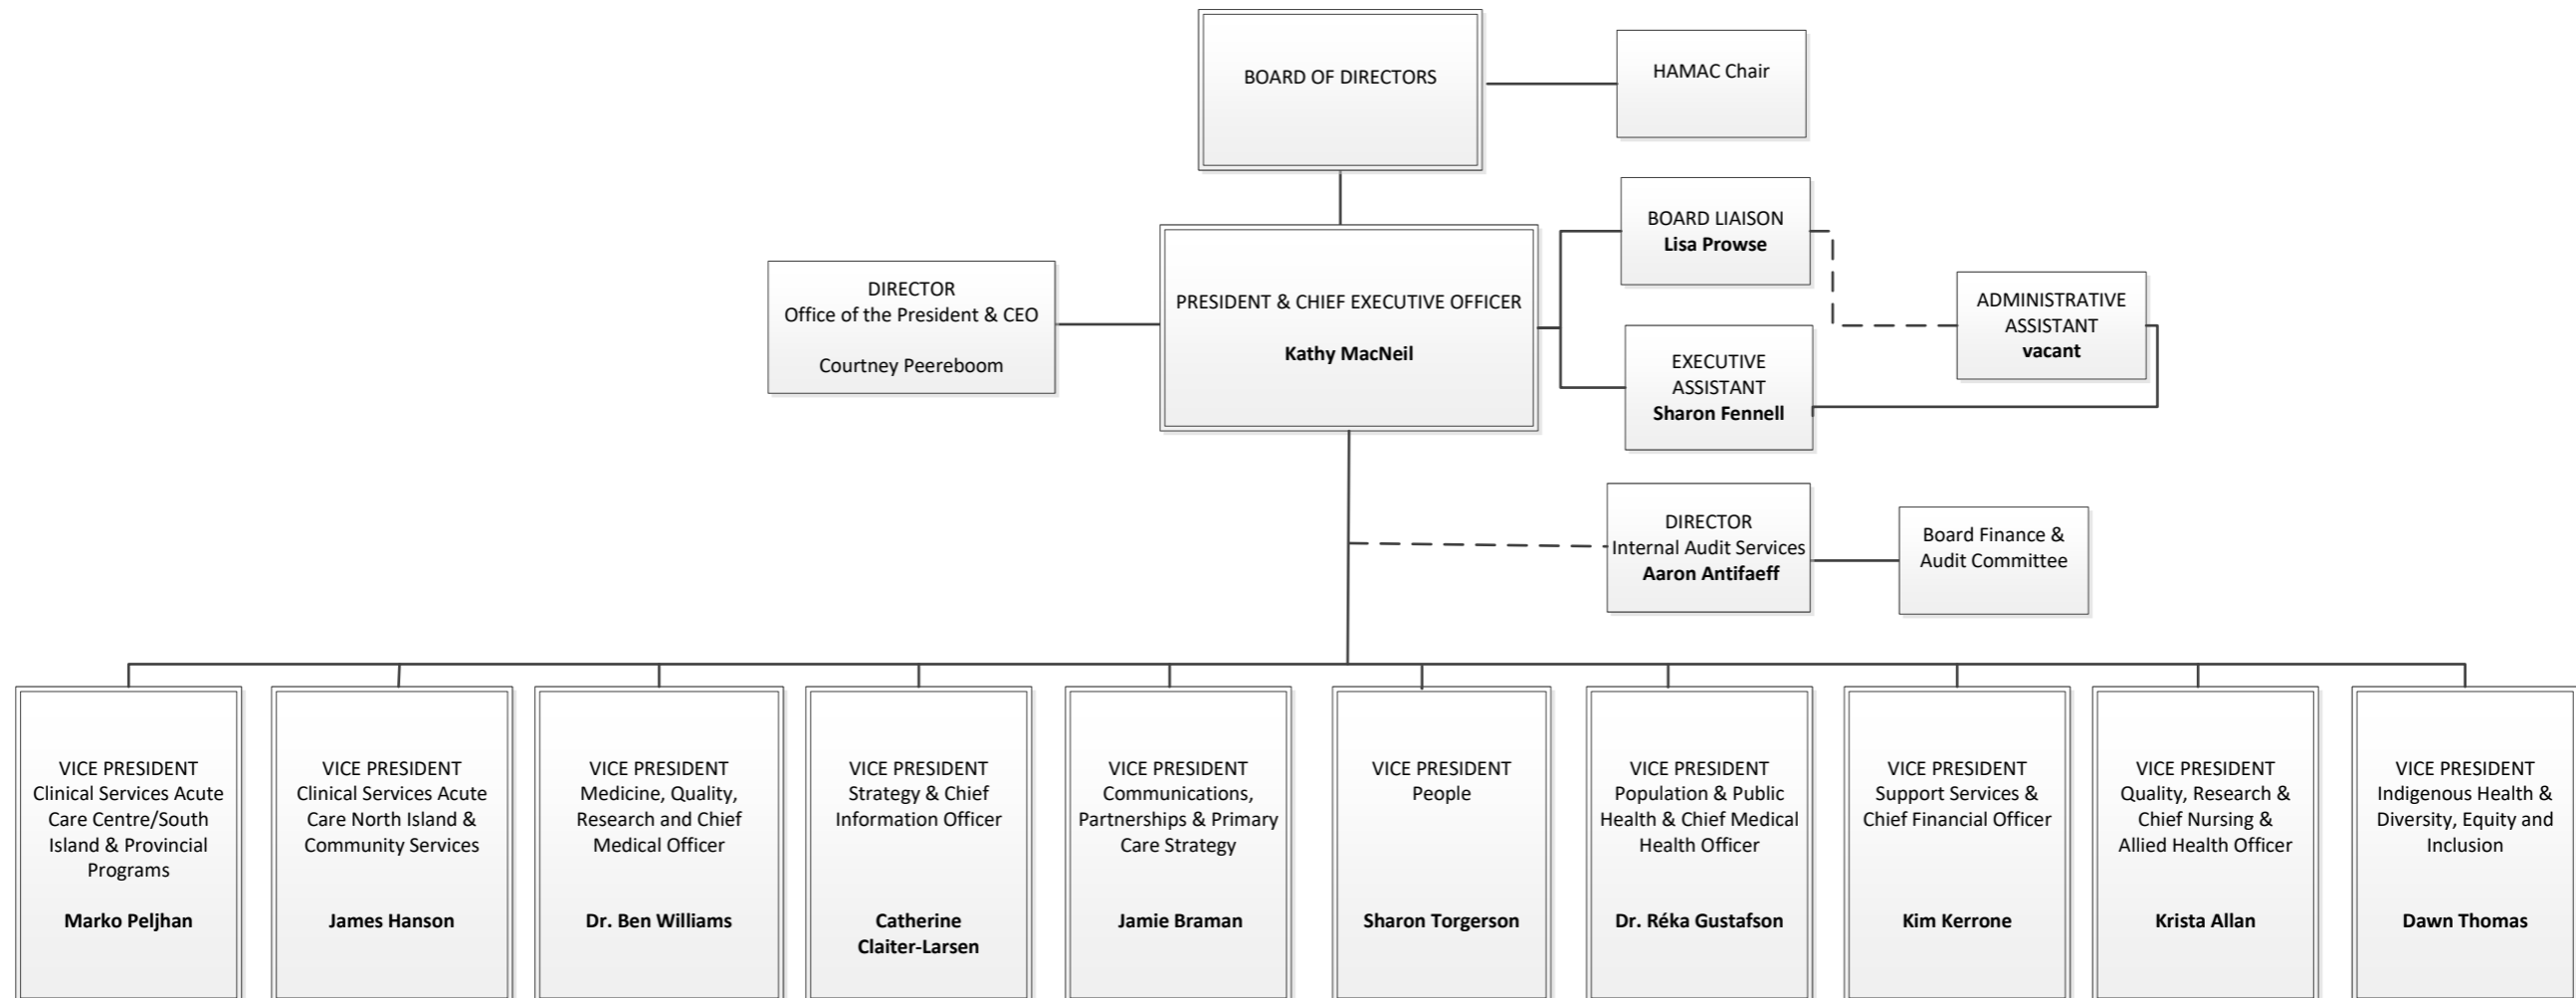 BOARD OF DIRECTORS
HAMAC Chair
BOARD LIAISON
Lisa Prowse
DIRECTOR
Office of the President & CEO
Courtney Peereboom
PRESIDENT & CHIEF EXECUTIVE OFFICER
Kathy MacNeil
ADMINISTRATIVE
ASSISTANT
vacant
EXECUTIVE
ASSISTANT
Sharon Fennell
DIRECTOR
Internal Audit Services
Aaron Antifaeff
Board Finance &
Audit Committee
VICE PRESIDENT
Clinical Services Acute
Care Centre/South
Island & Provincial
Programs
Marko Peljhan
VICE PRESIDENT
Clinical Services Acute
Care North Island &
Community Services
James Hanson
VICE PRESIDENT
Medicine, Quality,
Research and Chief
Medical Officer
Dr. Ben Williams
VICE PRESIDENT
Strategy & Chief
Information Officer
Catherine
Claiter-Larsen
VICE PRESIDENT
Communications,
Partnerships & Primary
Care Strategy
Jamie Braman
VICE PRESIDENT
People
Sharon Torgerson
VICE PRESIDENT
Population & Public
Health & Chief Medical
Health Officer
Dr. Réka Gustafson
VICE PRESIDENT
Support Services &
Chief Financial Officer
Kim Kerrone
VICE PRESIDENT
Quality, Research &
Chief Nursing &
Allied Health Officer
Krista Allan
VICE PRESIDENT
Indigenous Health &
Diversity, Equity and
Inclusion
Dawn Thomas